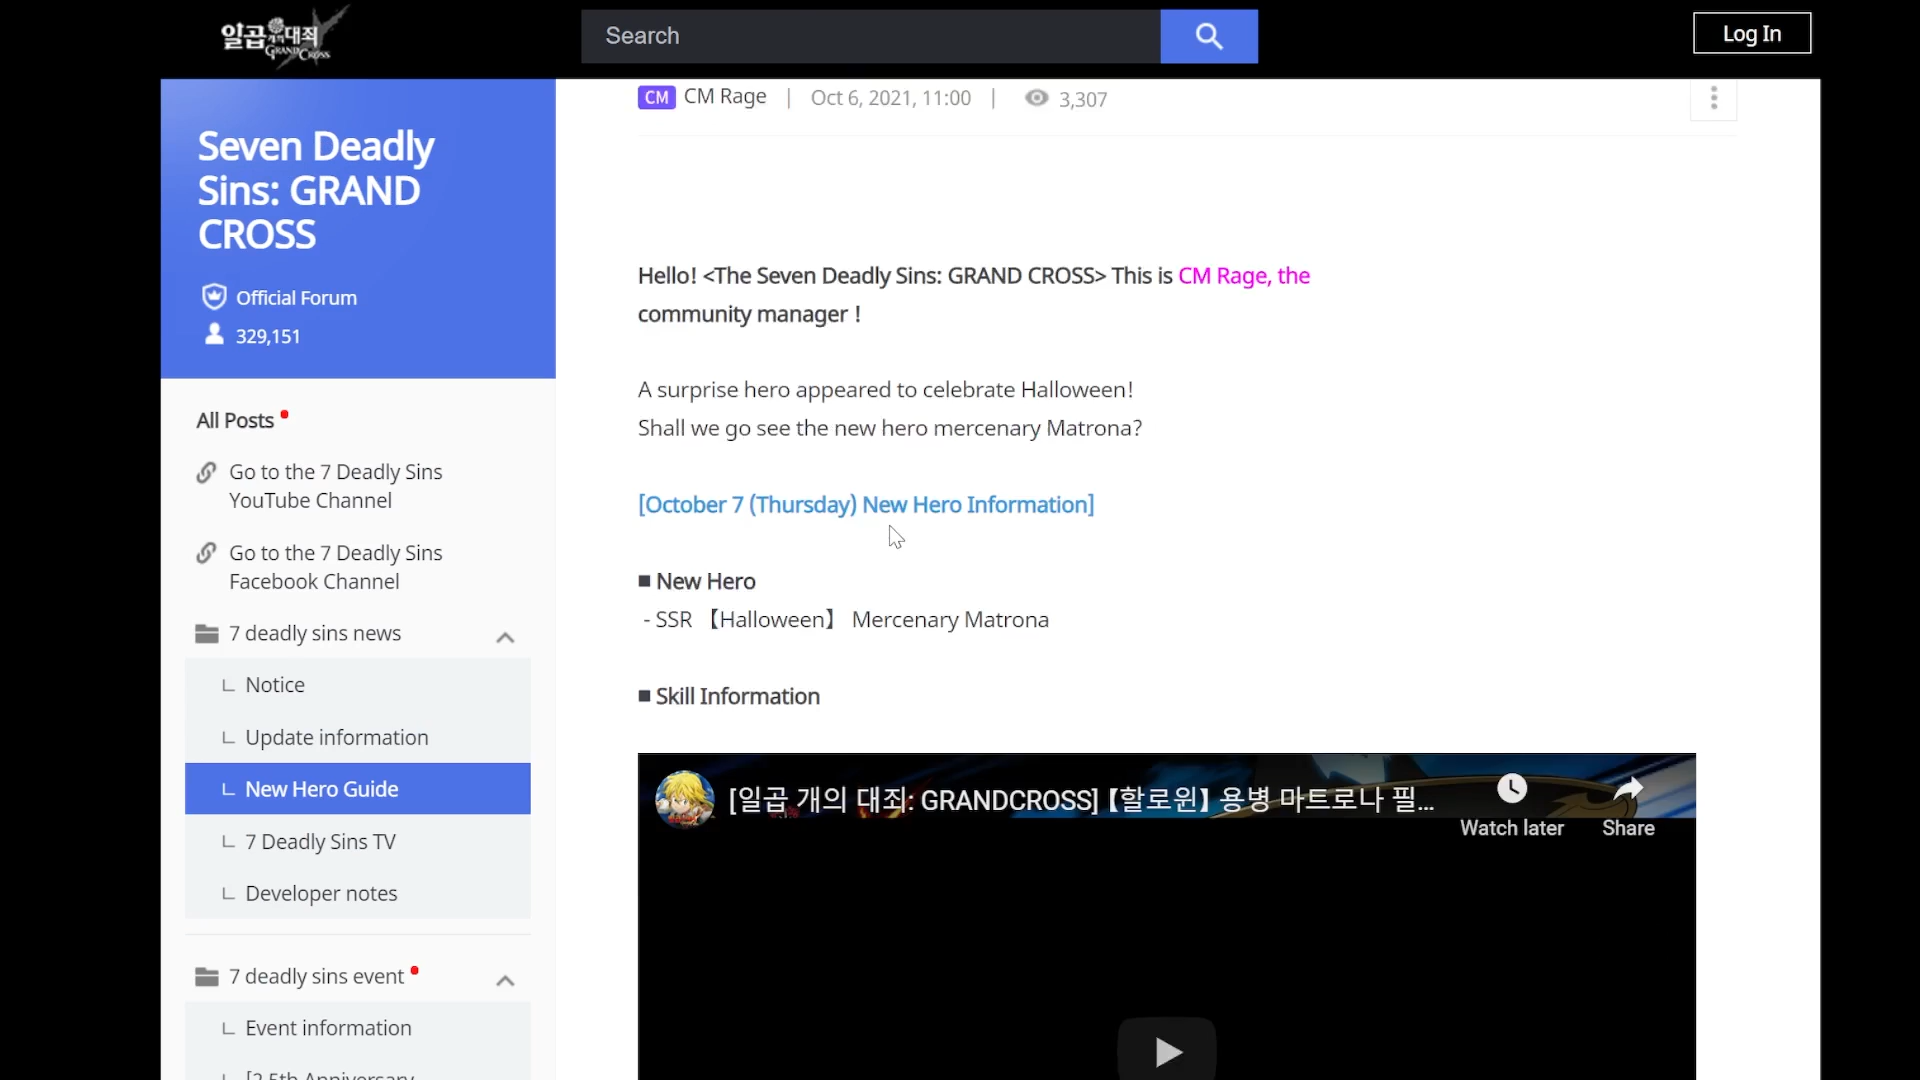 일곱 개의 대죄
GRAND CROSS
Search
Log In
Seven Deadly
Sins: GRAND
CROSS
Official Forum
329,151
All Posts
Go to the 7 Deadly Sins
YouTube Channel
Go to the 7 Deadly Sins
Facebook Channel
7 deadly sins news
Notice
Update information
New Hero Guide
7 Deadly Sins TV
Developer notes
7 deadly sins event
Event information
[2.5th Anniversary
CM CM Rage | Oct 6, 2021, 11:00 | 3,307
Hello! <The Seven Deadly Sins: GRAND CROSS> This is CM Rage, the
community manager !
A surprise hero appeared to celebrate Halloween!
Shall we go see the new hero mercenary Matrona?
[October 7 (Thursday) New Hero Information]
■ New Hero
- SSR 【Halloween】 Mercenary Matrona
■ Skill Information
[일곱 개의 대죄: GRANDCROSS]【할로윈】 용병 마트로나 필...
Watch later
Share